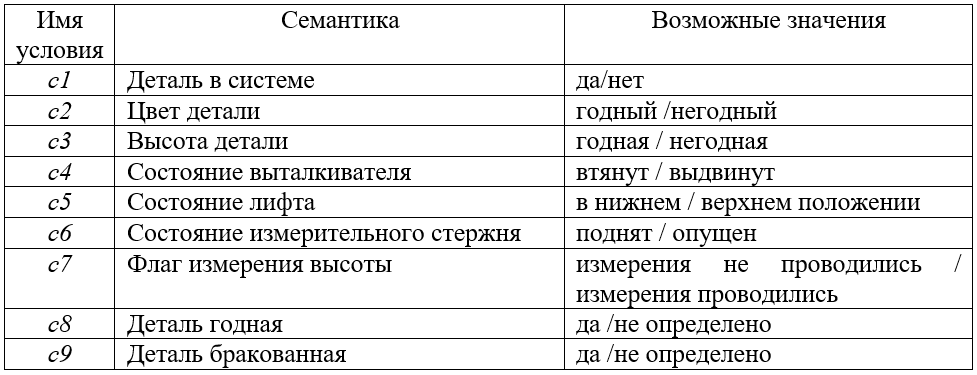 Имя условия Семантика Возможные значения
c1 Деталь в системе да/нет
c2 Цвет детали годный /негодный
c3 Высота детали годная / негодная
c4 Состояние выталкивателя втянут / выдвинут
c5 Состояние лифта в нижнем / верхнем положении
c6 Состояние измерительного стержня поднят / опущен
c7 Флаг измерения высоты измерения не проводились /
измерения проводились
c8 Деталь годная да /не определено
c9 Деталь бракованная да /не определено